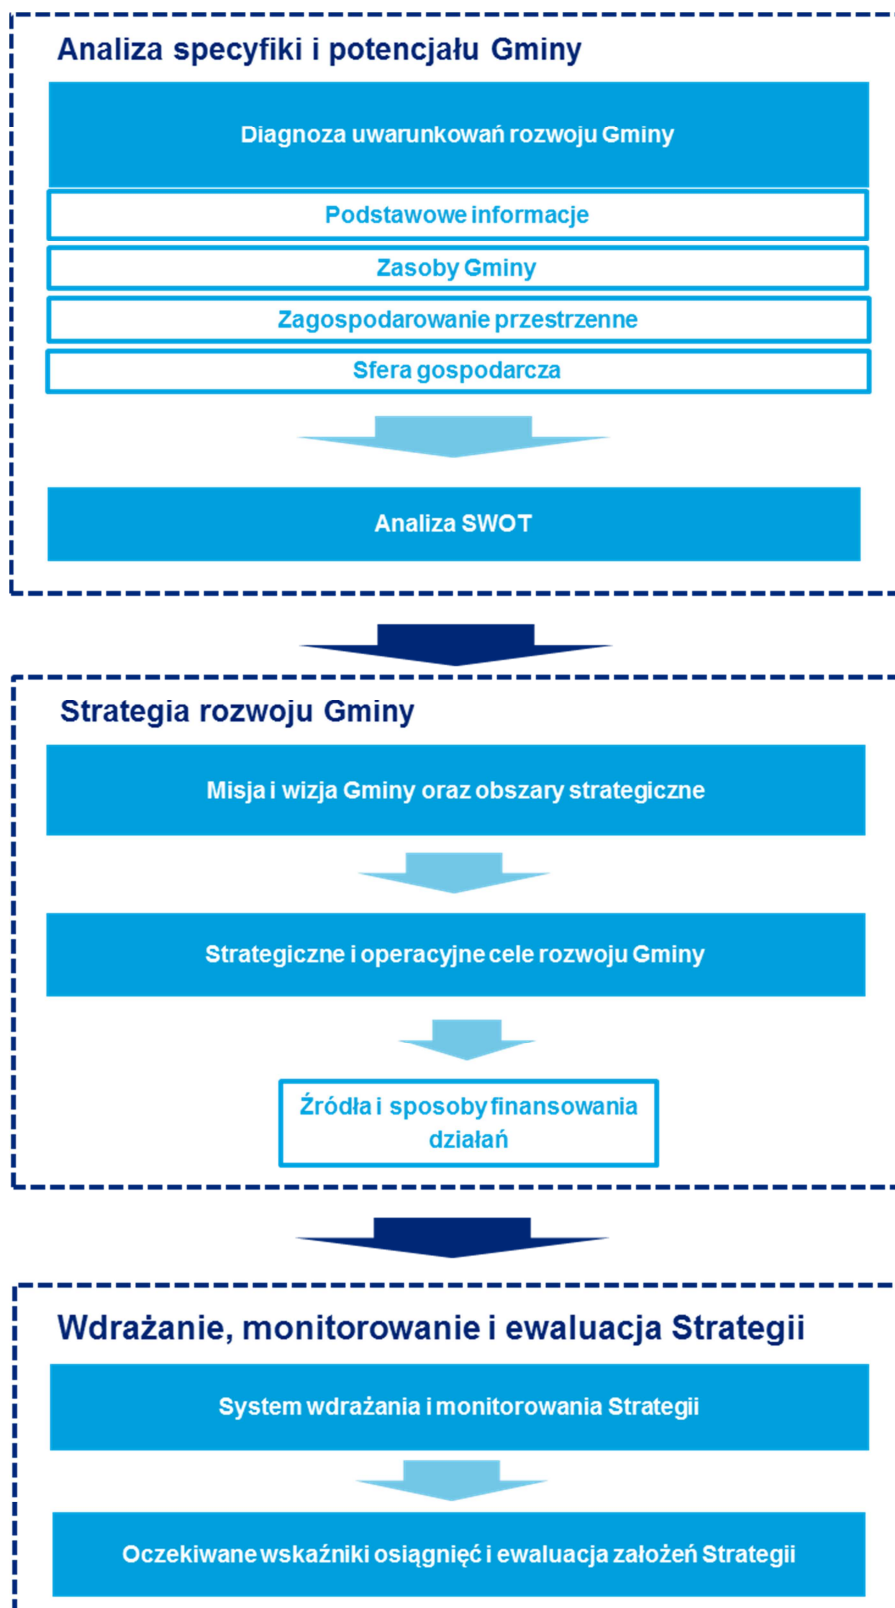 Analiza specyfiki i potencjału Gminy
Diagnoza uwarunkowań rozwoju Gminy
Podstawowe informacje
Zasoby Gminy
Zagospodarowanie przestrzenne
Sfera gospodarcza
Analiza SWOT
Strategia rozwoju Gminy
Misja i wizja Gminy oraz obszary strategiczne
Strategiczne i operacyjne cele rozwoju Gminy
Źródła i sposoby finansowania
działań
Wdrażanie, monitorowanie i ewaluacja Strategii
System wdrażania i monitorowania Strategii
Oczekiwane wskaźniki osiągnięć i ewaluacja założeń Strategii